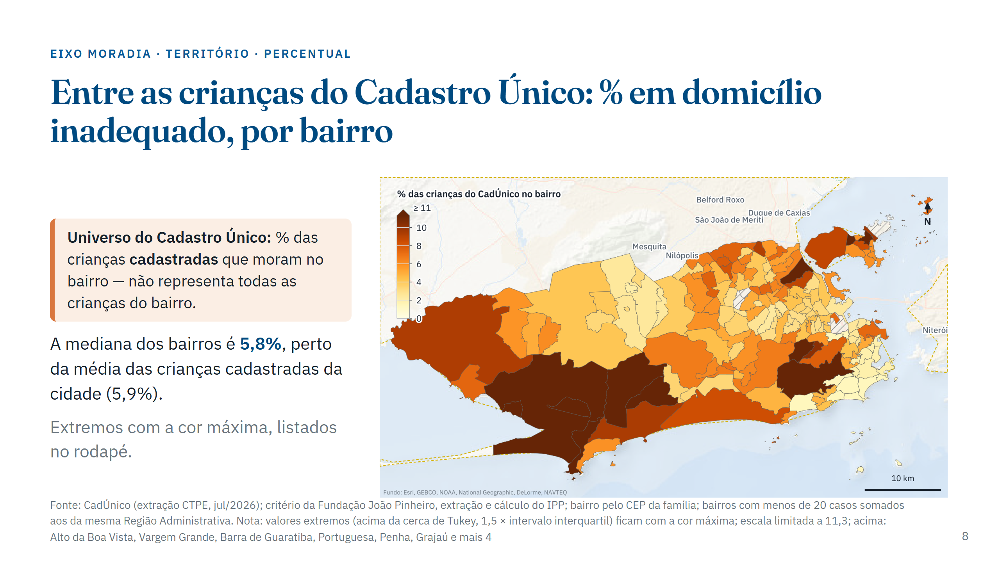 EIXO MORADIA · TERRITÓRIO · PERCENTUAL
Entre as crianças do Cadastro Único: % em domicílio
inadequado, por bairro
Universo do Cadastro Único: % das
crianças cadastradas que moram no
bairro — não representa todas as
crianças do bairro.
A mediana dos bairros é 5,8%, perto
da média das crianças cadastradas da
cidade (5,9%).
Extremos com a cor máxima, listados
no rodapé.
% das crianças do CadÚnico no bairro
≥ 11
10
8
6
4
2
0
Belford Roxo
Duque de Caxias
São João de Meriti
Mesquita
Nilópolis
Niterói
N
10 km
Fundo: Esri, GEBCO, NOAA, National Geographic, DeLorme, NAVTEQ
Fonte: CadÚnico (extração CTPE, jul/2026); critério da Fundação João Pinheiro, extração e cálculo do IPP; bairro pelo CEP da família; bairros com menos de 20 casos somados
aos da mesma Região Administrativa. Nota: valores extremos (acima da cerca de Tukey, 1,5 × intervalo interquartil) ficam com a cor máxima; escala limitada a 11,3; acima:
Alto da Boa Vista, Vargem Grande, Barra de Guaratiba, Portuguesa, Penha, Grajaú e mais 4
8